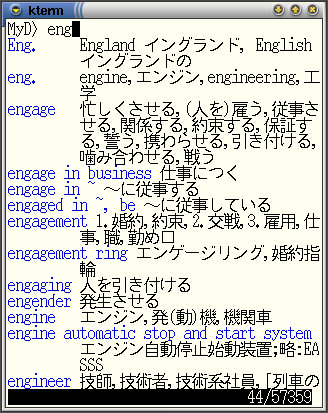 kterm
MyD> eng
Eng. England イングランド, English
イングランドの
eng. engine,エンジン,engineering,工
学
engage 忙しくさせる,(人を)雇う,従事さ
せる,関係する,約束する,保証す
る,誓う,携わらせる,引き付ける,
噛み合わせる,戦う
engage in business 仕事につく
engage in ~ ～に従事する
engaged in ~, be ～に従事している
engagement 1.婚約,約束,2.交戦,3.雇用,仕
事,職,勤め□
engagement ring エンゲージリング,婚約指
輪
engaging 人を引き付ける
engender 発生させる
engine エンジン,発(動)機,機関車
engine automatic stop and start system
エンジン自動停止始動装置;略:EA
SSS
engineer 技師,技術者,技術系社員,[列車の
44/57359